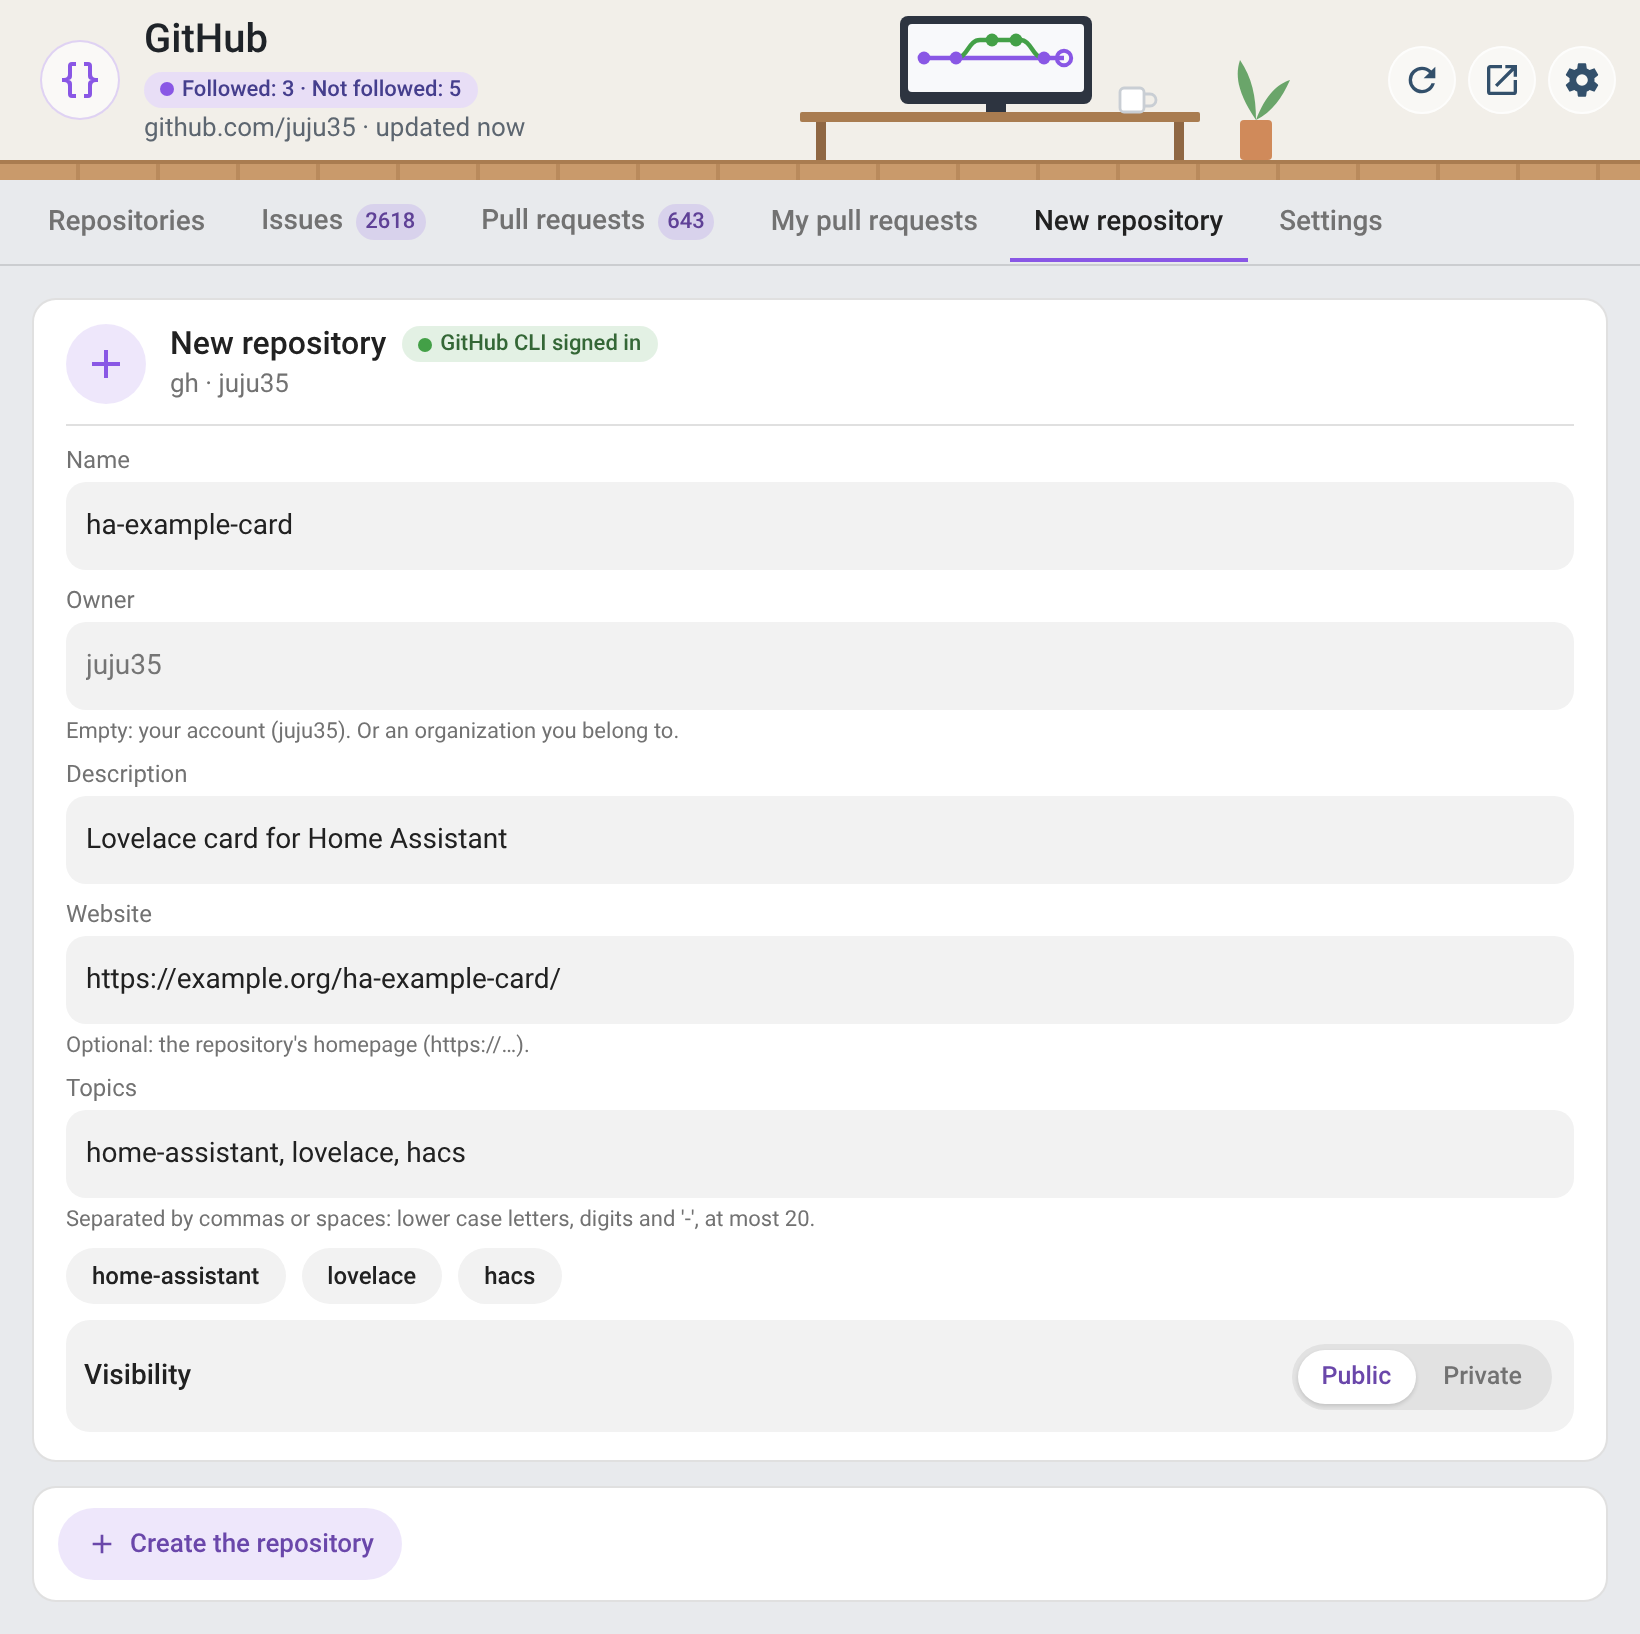 GitHub
Followed: 3 · Not followed: 5
github.com/juju35 · updated now
Repositories
Issues 2618
Pull requests 643
My pull requests
New repository
Settings
New repository
GitHub CLI signed in
gh · juju35
Name
ha-example-card
Owner
juju35
Empty: your account (juju35). Or an organization you belong to.
Description
Lovelace card for Home Assistant
Website
https://example.org/ha-example-card/
Optional: the repository's homepage (https://…).
Topics
home-assistant, lovelace, hacs
Separated by commas or spaces: lower case letters, digits and '-', at most 20.
home-assistant
lovelace
hacs
Visibility
Public
Private
Create the repository